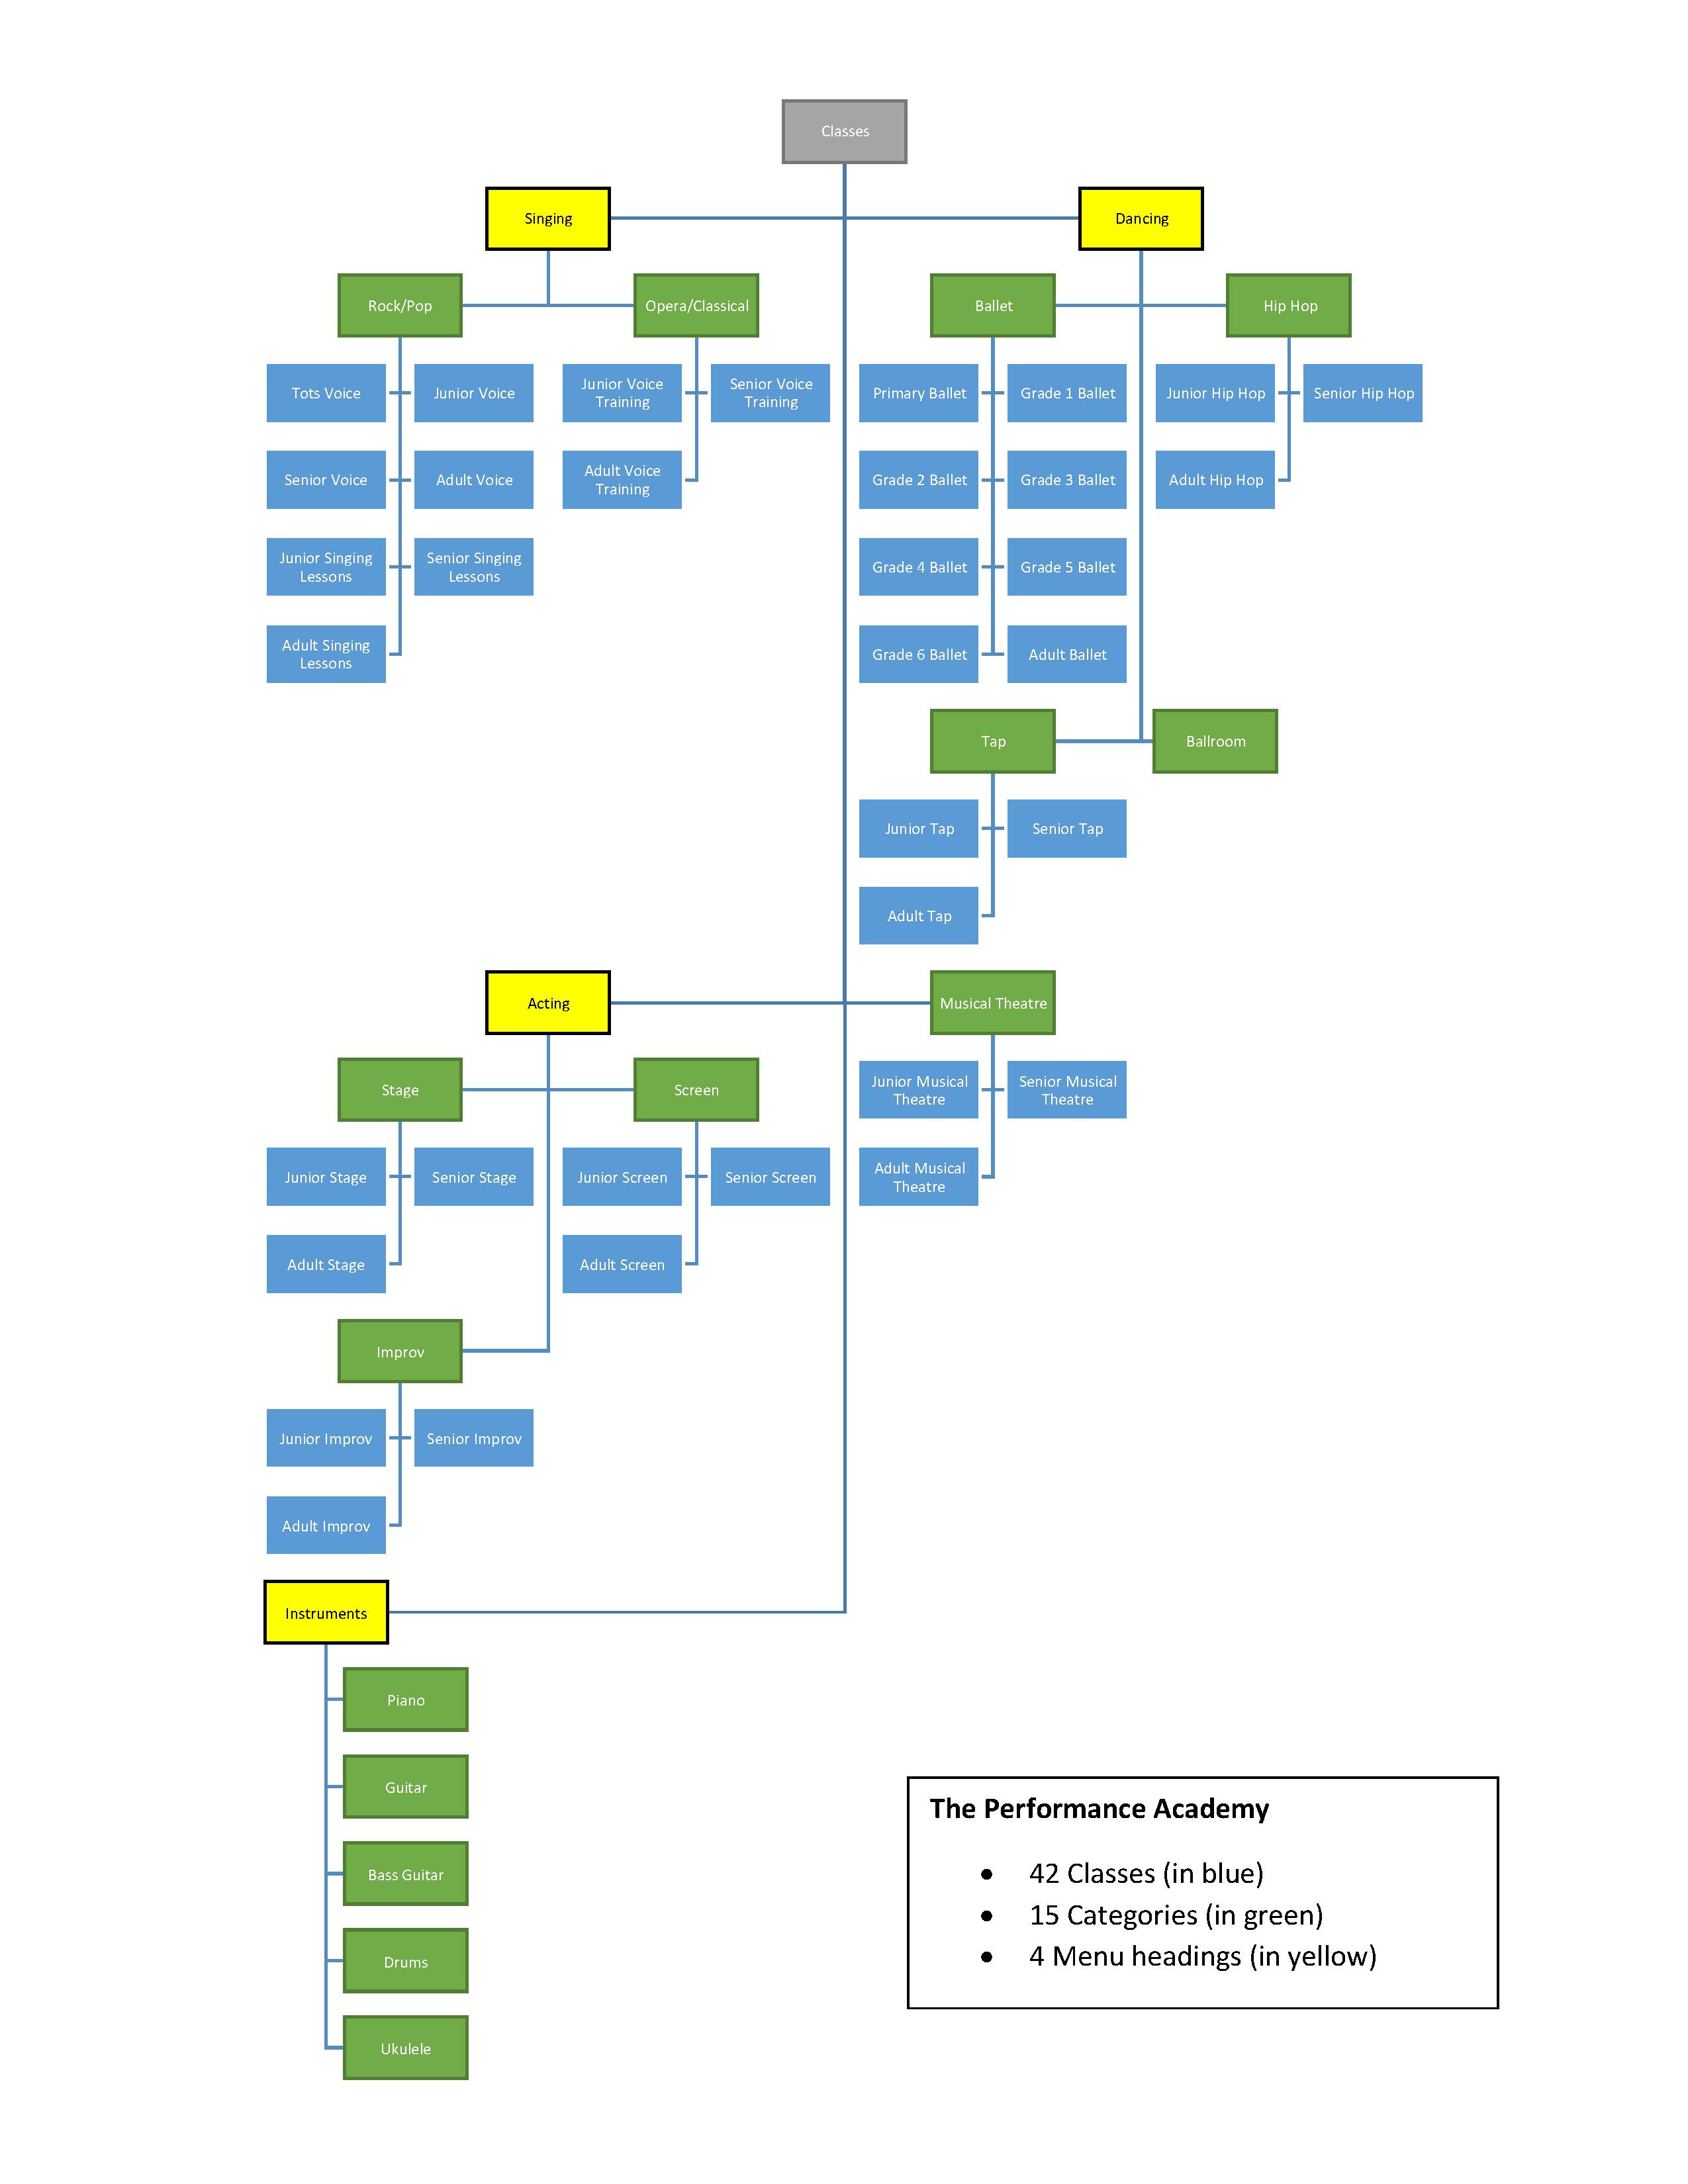 Classes
Singing
Dancing
Rock/Pop
Opera/Classical
Ballet
Hip Hop
Tots Voice
Junior Voice
Junior Voice
Training
Senior Voice
Training
Primary Ballet
Grade 1 Ballet
Junior Hip Hop
Senior Hip Hop
Senior Voice
Adult Voice
Adult Voice
Training
Grade 2 Ballet
Grade 3 Ballet
Adult Hip Hop
Junior Singing
Lessons
Senior Singing
Lessons
Grade 4 Ballet
Grade 5 Ballet
Adult Singing
Lessons
Grade 6 Ballet
Adult Ballet
Tap
Ballroom
Junior Tap
Senior Tap
Adult Tap
Acting
Musical Theatre
Stage
Screen
Junior Musical
Theatre
Senior Musical
Theatre
Junior Stage
Senior Stage
Junior Screen
Senior Screen
Adult Musical
Theatre
Adult Stage
Adult Screen
Improv
Junior Improv
Senior Improv
Adult Improv
Instruments
Piano
Guitar
Bass Guitar
Drums
Ukulele
The Performance Academy
• 42 Classes (in blue)
• 15 Categories (in green)
• 4 Menu headings (in yellow)